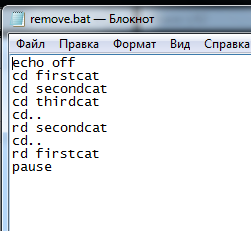 remove.bat — Блокнот
Файл Правка Формат Вид Справка
echo off
cd firstcat
cd secondcat
cd thirdcat
cd..
rd secondcat
cd..
rd firstcat
pause